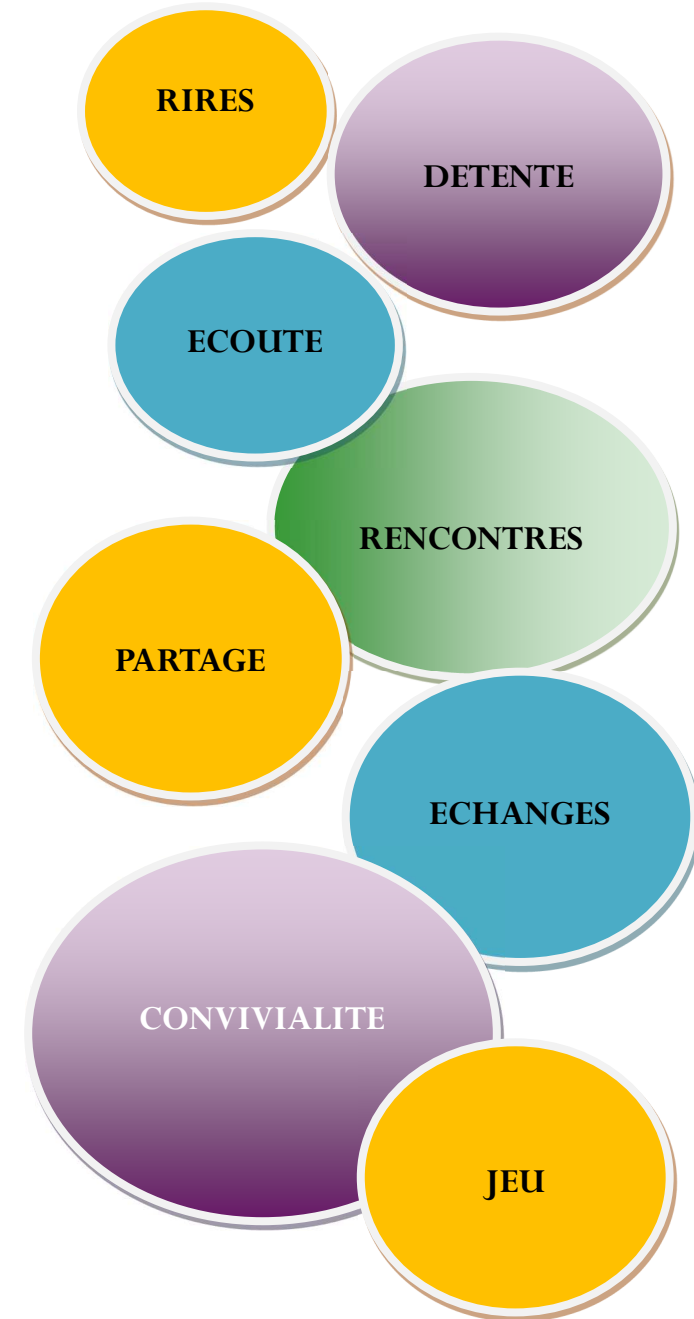 RIRES
DETENTE
ECOUTE
RENCONTRES
PARTAGE
ECHANGES
CONVIVIALITE
JEU